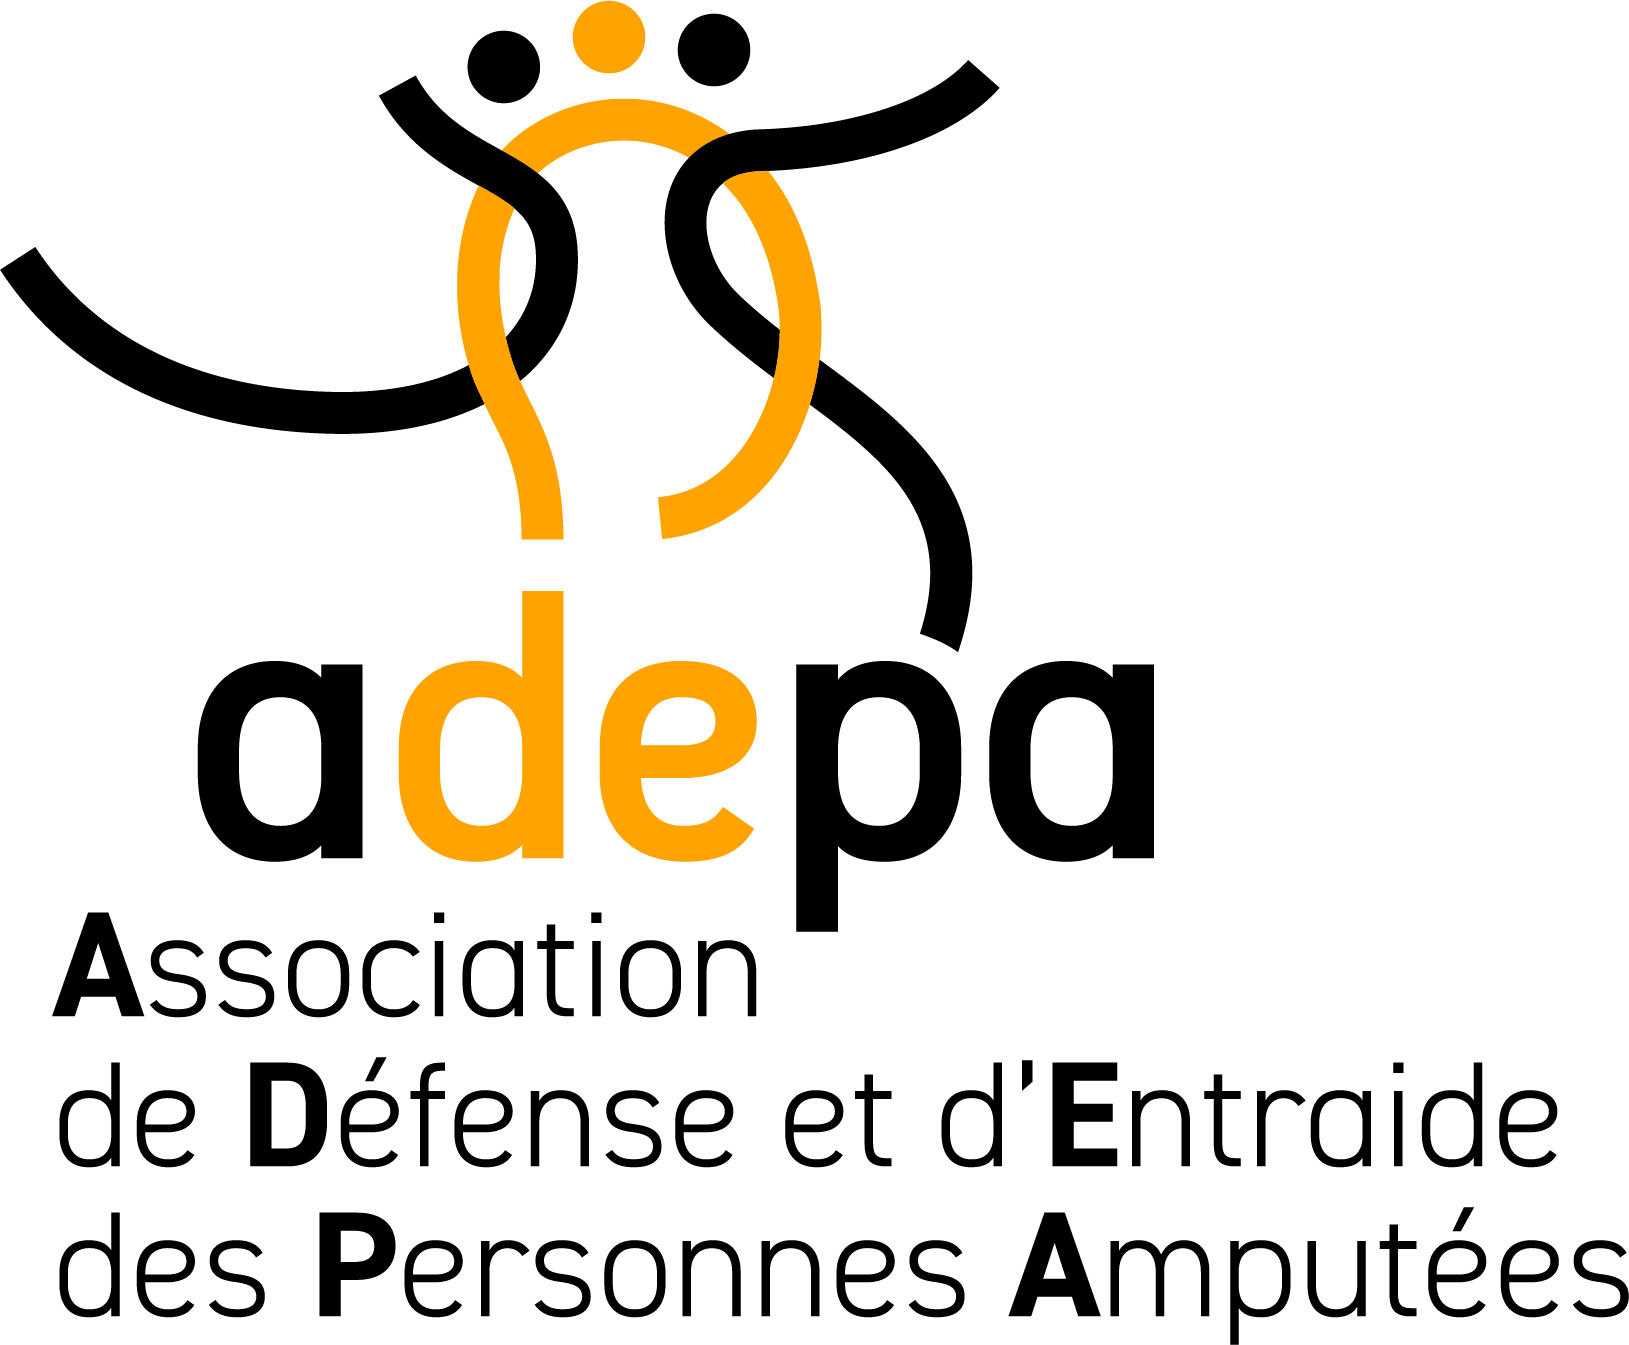 adepa
Association
de Défense et d'Entraide
des Personnes Amputées